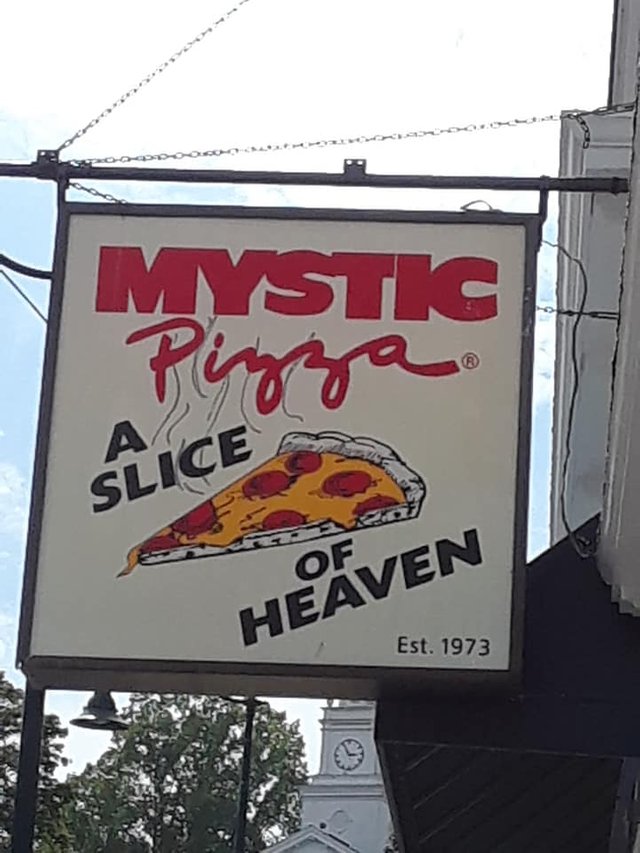 MYSTIC
Pizza®
A
SLICE
OF
HEAVEN
Est. 1973